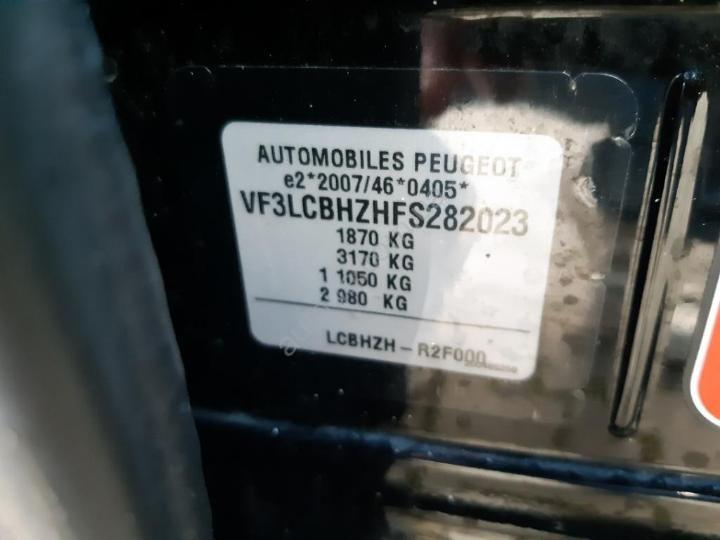 AUTOMOBILES PEUGEOT
e2*2007/46*0405*
VF3LCBHZHFS282023
1870 KG
3170 KG
1 1050 KG
2 980 KG
LCBHZH - R2F000